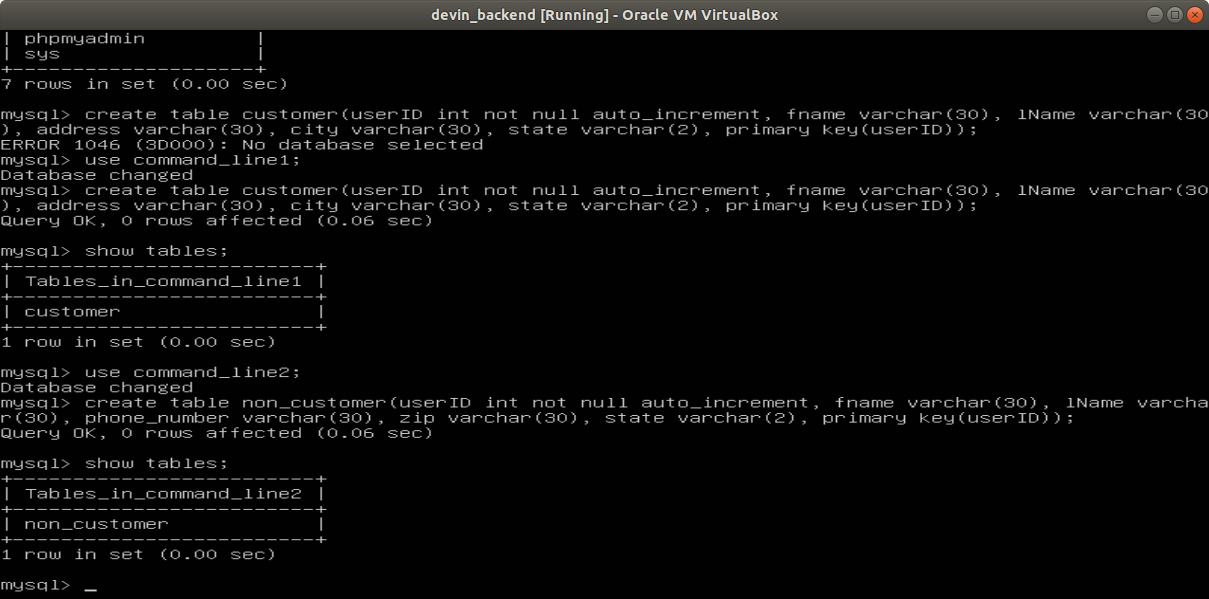 devin_backend [Running] - Oracle VM VirtualBox
| phpmyadmin         |
| sys                |
+--------------------+
7 rows in set (0.00 sec)
mysql> create table customer(userID int not null auto_increment, fname varchar(30), lName varchar(30
), address varchar(30), city varchar(30), state varchar(2), primary key(userID));
ERROR 1046 (3D000): No database selected
mysql> use command_line1;
Database changed
mysql> create table customer(userID int not null auto_increment, fname varchar(30), lName varchar(30
), address varchar(30), city varchar(30), state varchar(2), primary key(userID));
Query OK, 0 rows affected (0.06 sec)
mysql> show tables;
+-------------------------+
| Tables_in_command_line1 |
+-------------------------+
| customer                |
+-------------------------+
1 row in set (0.00 sec)
mysql> use command_line2;
Database changed
mysql> create table non_customer(userID int not null auto_increment, fname varchar(30), lName varcha
r(30), phone_number varchar(30), zip varchar(30), state varchar(2), primary key(userID));
Query OK, 0 rows affected (0.06 sec)
mysql> show tables;
+-------------------------+
| Tables_in_command_line2 |
+-------------------------+
| non_customer            |
+-------------------------+
1 row in set (0.00 sec)
mysql> _